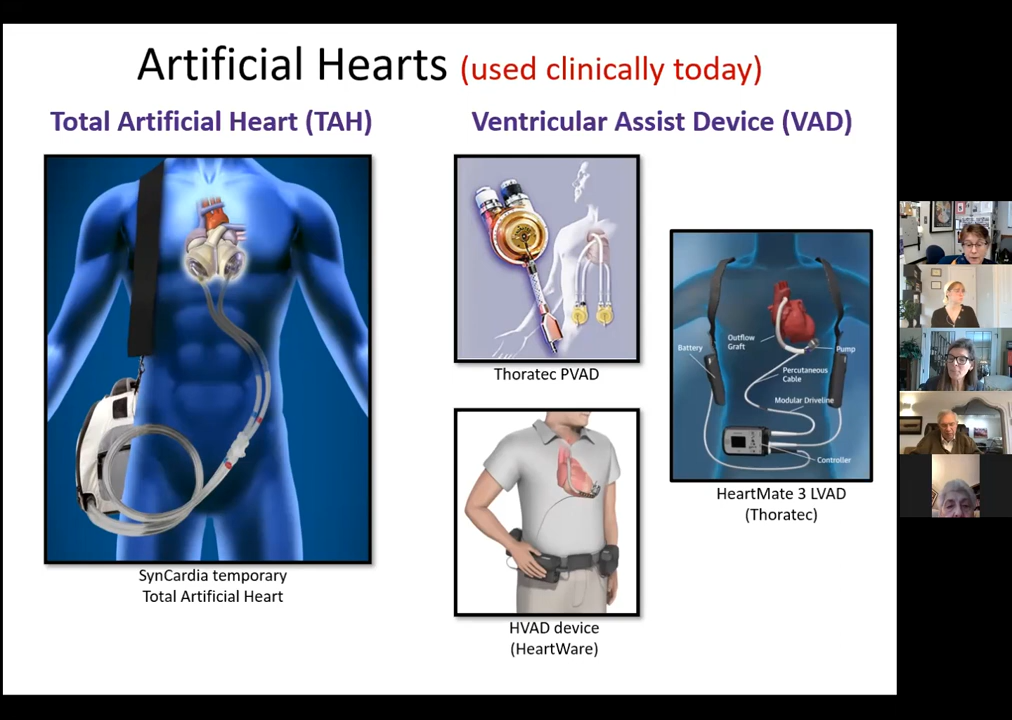 Artificial Hearts (used clinically today)
Total Artificial Heart (TAH)
SynCardia temporary
Total Artificial Heart
Ventricular Assist Device (VAD)
Thoratec PVAD
HVAD device
(HeartWare)
Battery
Outflow
Graft
Pump
Percutaneous
Cable
Modular Driveline
Controller
HeartMate 3 LVAD
(Thoratec)